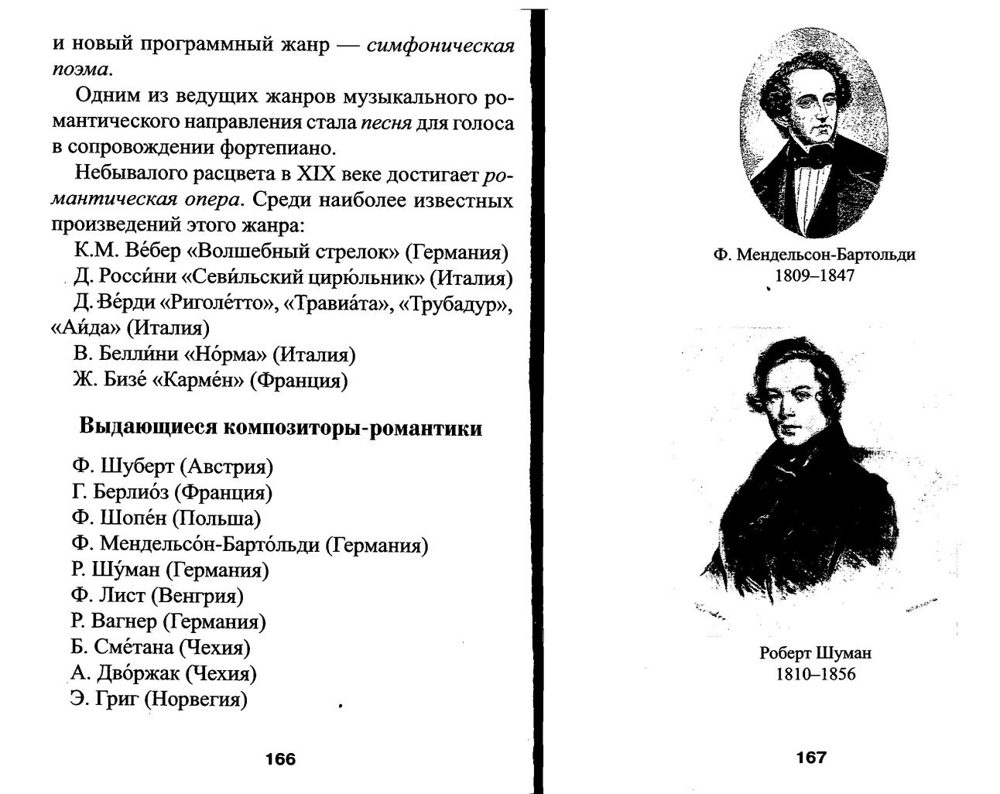 и новый программный жанр — симфоническая
поэма.
Одним из ведущих жанров музыкального ро-
мантического направления стала песня для голоса
в сопровождении фортепиано.
Небывалого расцвета в XIX веке достигает ро-
мантическая опера. Среди наиболее известных
произведений этого жанра:
К.М. Ве́бер «Волшебный стрелок» (Германия)
Д. Росси́ни «Севи́льский цирю́льник» (Италия)
Д. Ве́рди «Риголе́тто», «Травиа́та», «Трубадур»,
«Аи́да» (Италия)
В. Белли́ни «Но́рма» (Италия)
Ж. Бизе́ «Карме́н» (Франция)
Выдающиеся композиторы-романтики
Ф. Шуберт (Австрия)
Г. Берлио́з (Франция)
Ф. Шопе́н (Польша)
Ф. Мендельсо́н-Барто́льди (Германия)
Р. Шу́ман (Германия)
Ф. Лист (Венгрия)
Р. Вагнер (Германия)
Б. Сме́тана (Чехия)
А. Дво́ржак (Чехия)
Э. Григ (Норвегия)
166
Ф. Мендельсон-Бартольди
1809–1847
Роберт Шуман
1810–1856
167